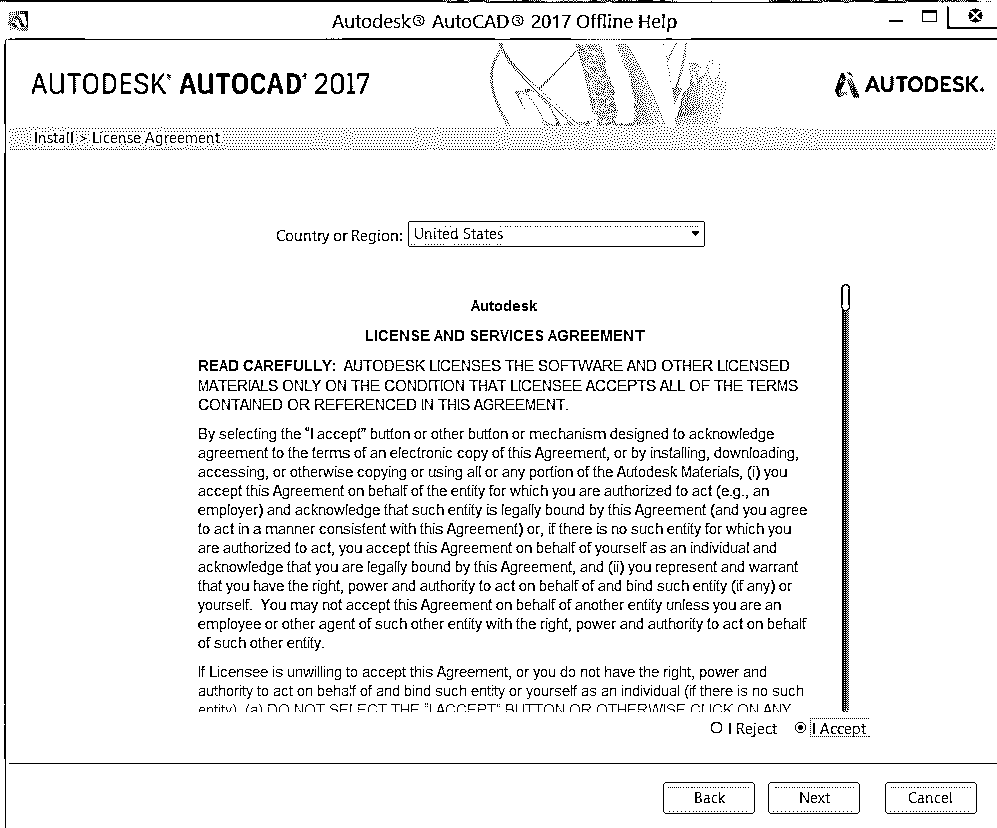 Autodesk® AutoCAD® 2017 Offline Help
AUTODESK® AUTOCAD® 2017
AUTODESK.
Install > License Agreement
Country or Region: United States
Autodesk
LICENSE AND SERVICES AGREEMENT
READ CAREFULLY: AUTODESK LICENSES THE SOFTWARE AND OTHER LICENSED
MATERIALS ONLY ON THE CONDITION THAT LICENSEE ACCEPTS ALL OF THE TERMS
CONTAINED OR REFERENCED IN THIS AGREEMENT.
By selecting the "I accept" button or other button or mechanism designed to acknowledge
agreement to the terms of an electronic copy of this Agreement, or by installing, downloading,
accessing, or otherwise copying or using all or any portion of the Autodesk Materials, (i) you
accept this Agreement on behalf of the entity for which you are authorized to act (e.g., an
employer) and acknowledge that such entity is legally bound by this Agreement (and you agree
to act in a manner consistent with this Agreement) or, if there is no such entity for which you
are authorized to act, you accept this Agreement on behalf of yourself as an individual and
acknowledge that you are legally bound by this Agreement, and (ii) you represent and warrant
that you have the right, power and authority to act on behalf of and bind such entity (if any) or
yourself. You may not accept this Agreement on behalf of another entity unless you are an
employee or other agent of such other entity with the right, power and authority to act on behalf
of such other entity.
If Licensee is unwilling to accept this Agreement, or you do not have the right, power and
authority to act on behalf of and bind such entity or yourself as an individual (if there is no such
entity), (a) DO NOT SELECT THE "I ACCEPT" BUTTON OR OTHERWISE CLICK ON ANY
I Reject I Accept
Back Next Cancel